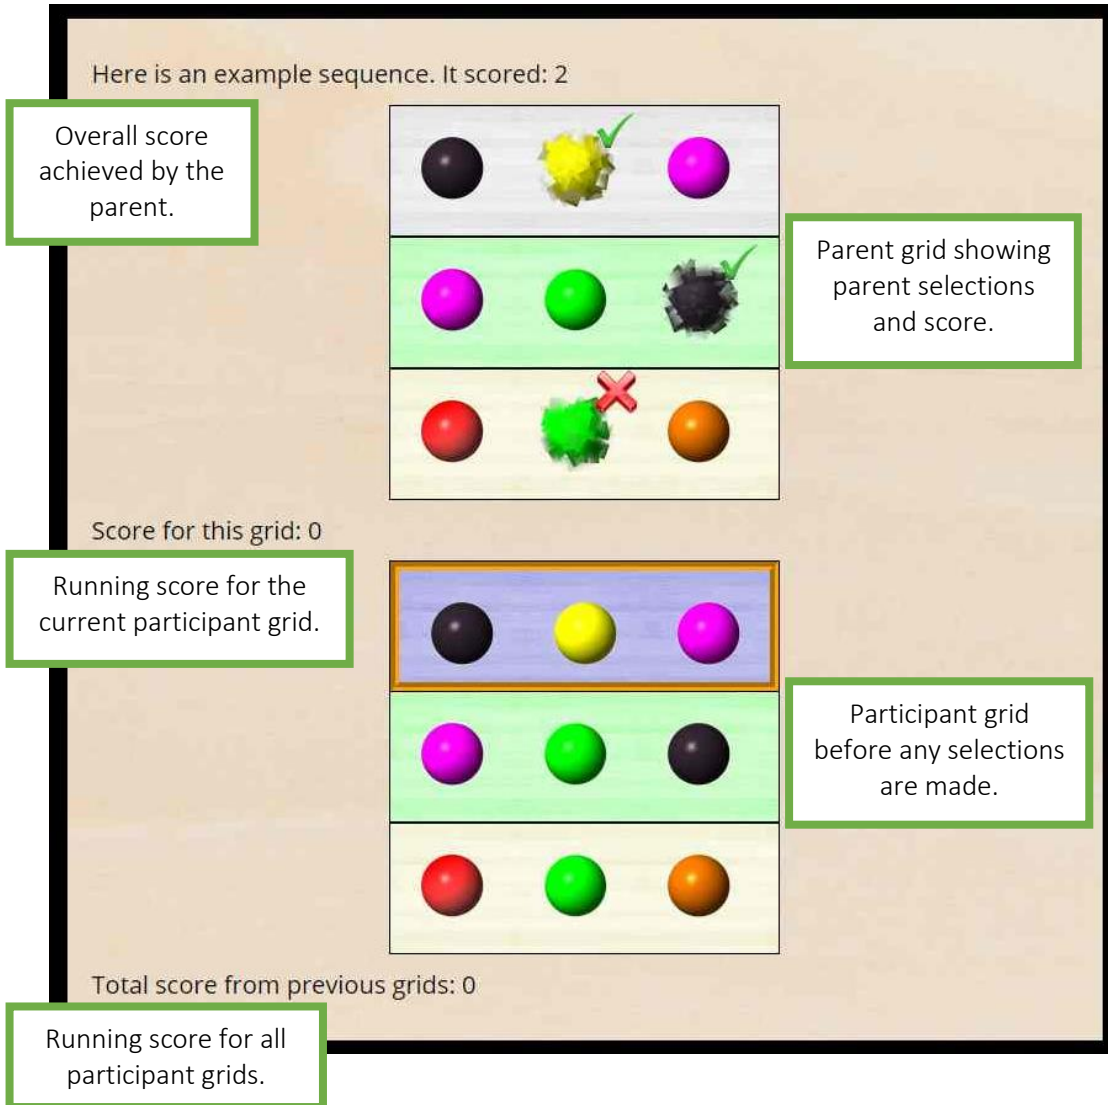 Here is an example sequence. It scored: 2
Overall score
achieved by the
parent.
Parent grid showing
parent selections
and score.
Score for this grid: 0
Running score for the
current participant grid.
Participant grid
before any selections
are made.
Total score from previous grids: 0
Running score for all
participant grids.